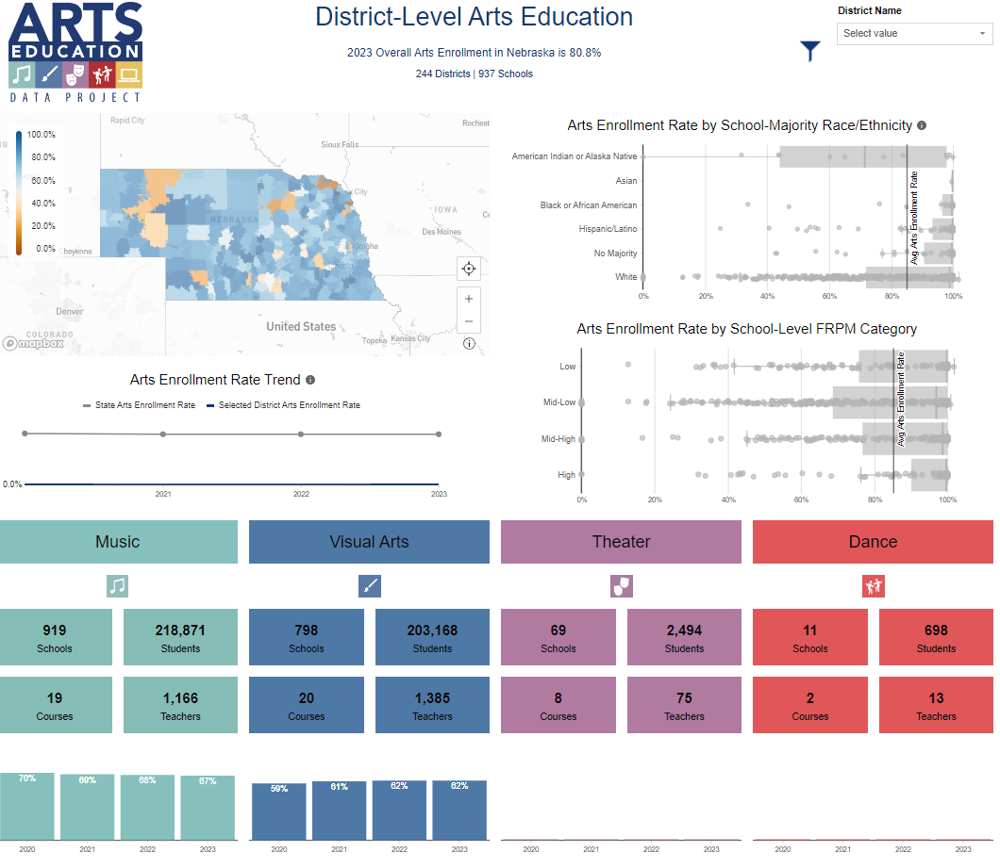 ARTS
EDUCATION
DATA PROJECT
District-Level Arts Education
2023 Overall Arts Enrollment in Nebraska is 80.8%
244 Districts | 937 Schools
District Name
Select value
100.0%
80.0%
60.0%
40.0%
20.0%
0.0%
Rapid City
Rochest
Sioux Falls
x City
IOWA
NEBRASKA
Des Moines
Omaha
heyenne
Denver
COLORADO
United States
Topeka
Kansas City
mapbox
Arts Enrollment Rate by School-Majority Race/Ethnicity
American Indian or Alaska Native
Asian
Black or African American
Hispanic/Latino
No Majority
White
Avg Arts Enrollment Rate
0% 20% 40% 60% 80% 100%
Arts Enrollment Rate by School-Level FRPM Category
Low
Mid-Low
Mid-High
High
Avg Arts Enrollment Rate
0% 20% 40% 60% 80% 100%
Arts Enrollment Rate Trend
State Arts Enrollment Rate Selected District Arts Enrollment Rate
0.0%
2021 2022 2023
Music Visual Arts Theater Dance
919 218,871 798 203,168 69 2,494 11 698
Schools Students Schools Students Schools Students Schools Students
19 1,166 20 1,385 8 75 2 13
Courses Teachers Courses Teachers Courses Teachers Courses Teachers
70% 69% 68% 67% 59% 61% 62% 62%
2020 2021 2022 2023 2020 2021 2022 2023 2020 2021 2022 2023 2020 2021 2022 2023